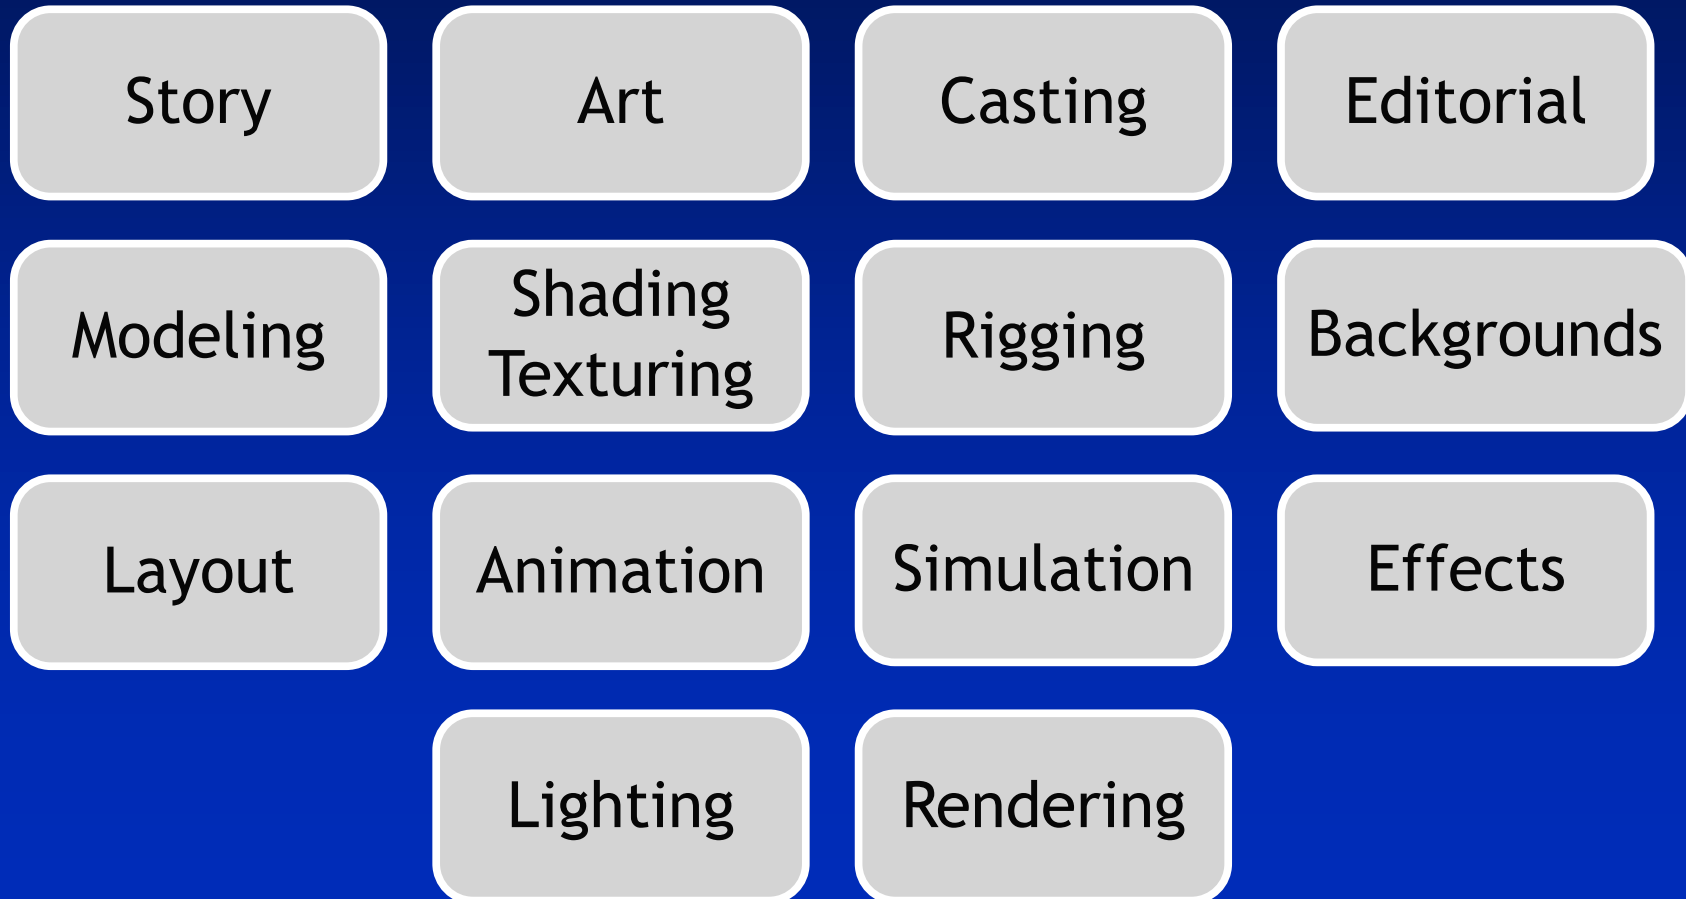 Story
Art
Casting
Editorial
Modeling
Shading
Texturing
Rigging
Backgrounds
Layout
Animation
Simulation
Effects
Lighting
Rendering